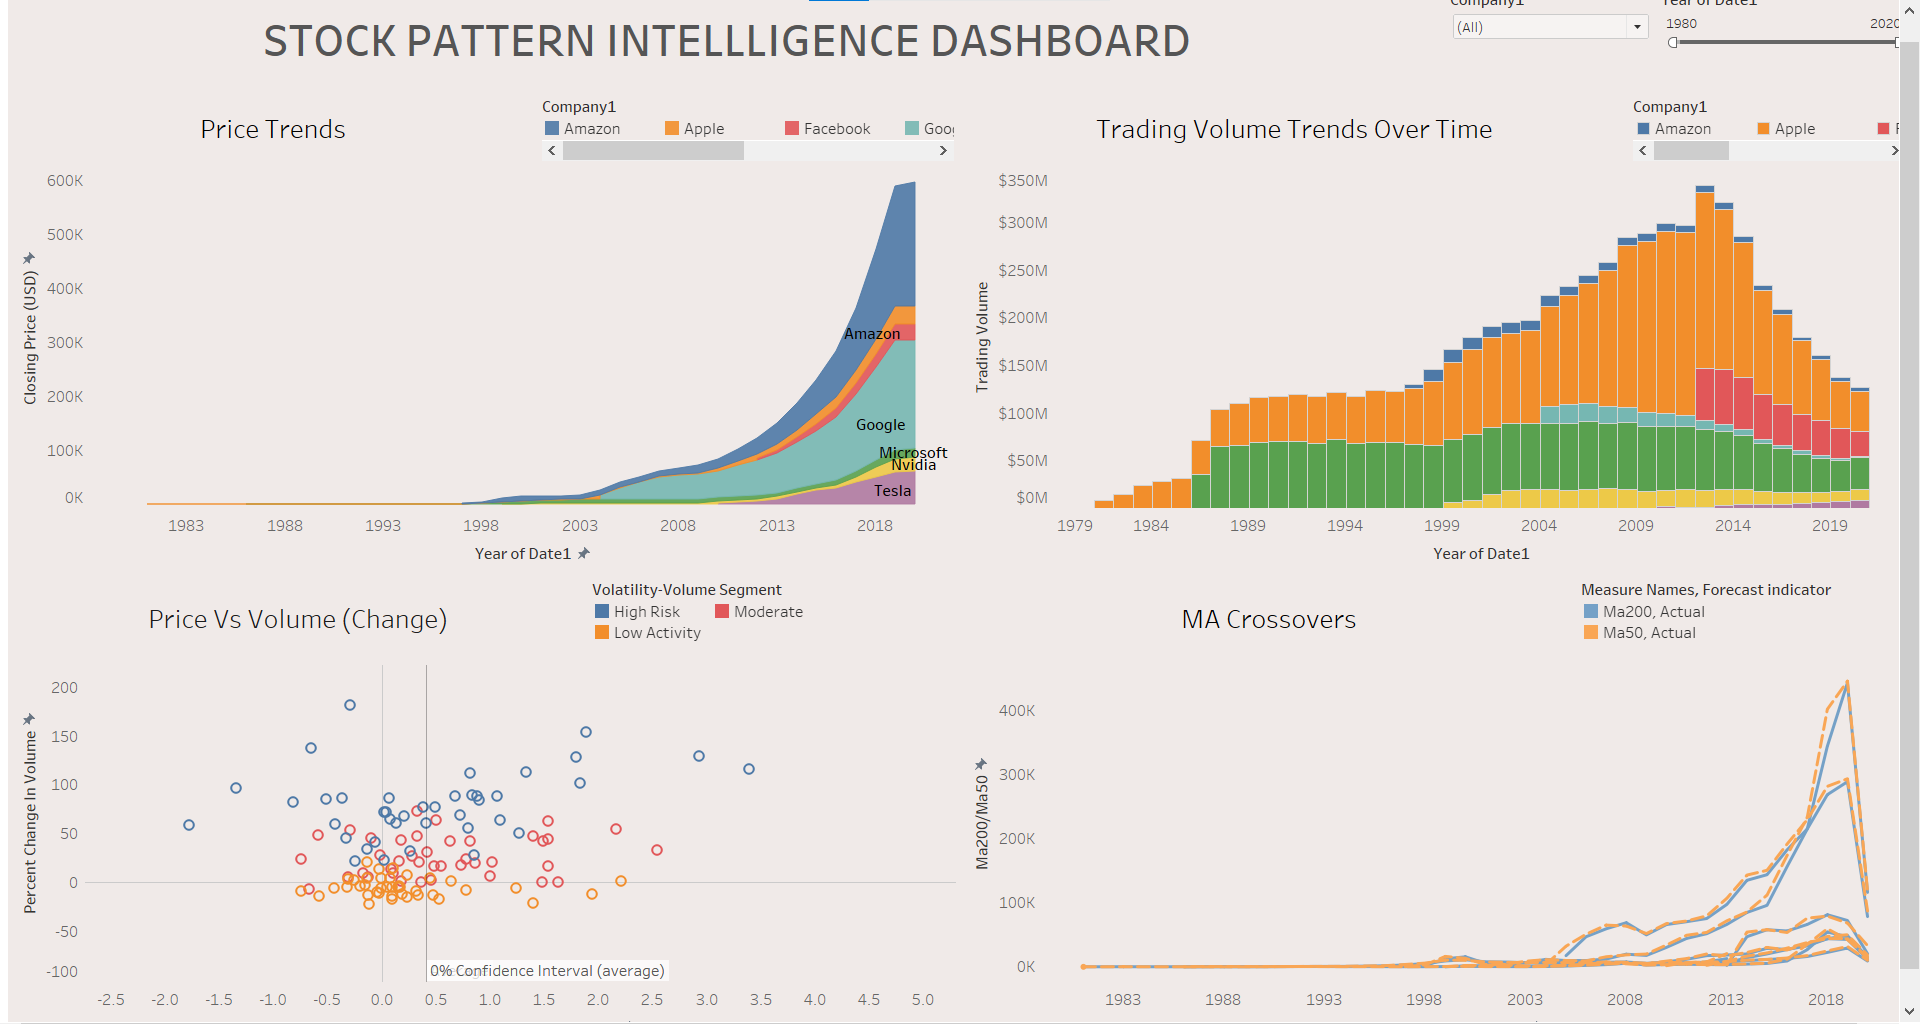 Company1
Year of Date1
STOCK PATTERN INTELLLIGENCE DASHBOARD
(All)
1980
2020
Price Trends
Company1
Amazon
Apple
Facebook
Goo
600K
500K
400K
300K
200K
100K
0K
Closing Price (USD)
Amazon
Google
Microsoft
Nvidia
Tesla
1983
1988
1993
1998
2003
2008
2013
2018
Year of Date1
Trading Volume Trends Over Time
Company1
Amazon
Apple
$350M
$300M
$250M
$200M
$150M
$100M
$50M
$0M
Trading Volume
1979
1984
1989
1994
1999
2004
2009
2014
2019
Year of Date1
Price Vs Volume (Change)
Volatility-Volume Segment
High Risk
Moderate
Low Activity
200
150
100
50
0
-50
-100
Percent Change In Volume
0% Confidence Interval (average)
-2.5
-2.0
-1.5
-1.0
-0.5
0.0
0.5
1.0
1.5
2.0
2.5
3.0
3.5
4.0
4.5
5.0
MA Crossovers
Measure Names, Forecast indicator
Ma200, Actual
Ma50, Actual
400K
300K
200K
100K
0K
Ma200/Ma50
1983
1988
1993
1998
2003
2008
2013
2018